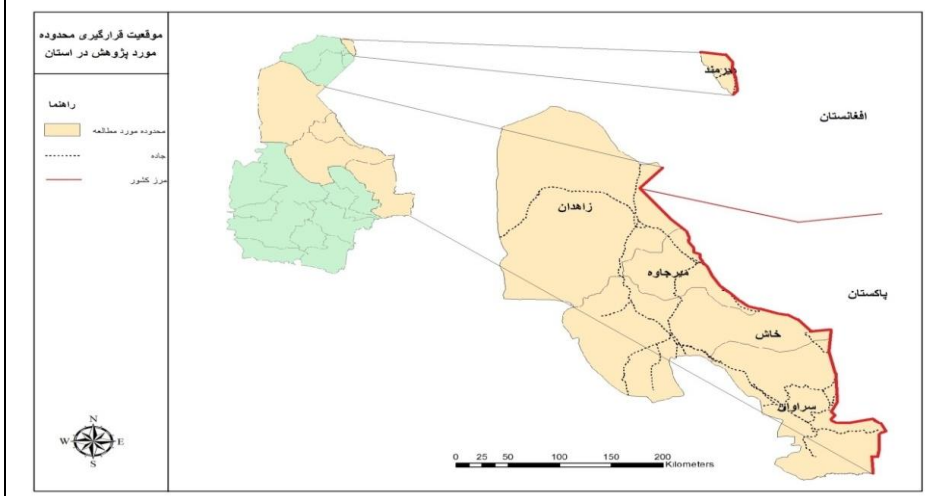 موقعیت قرارگیری محدوده
مورد پژوهش در استان
راهنما
محدوده مورد مطالعه
جاده
مرز کشور
هیرمند
افغانستان
زاهدان
میرجاوه
پاکستان
خاش
سراوان
N
W E
S
0 25 50 100 150 200
Kilometers